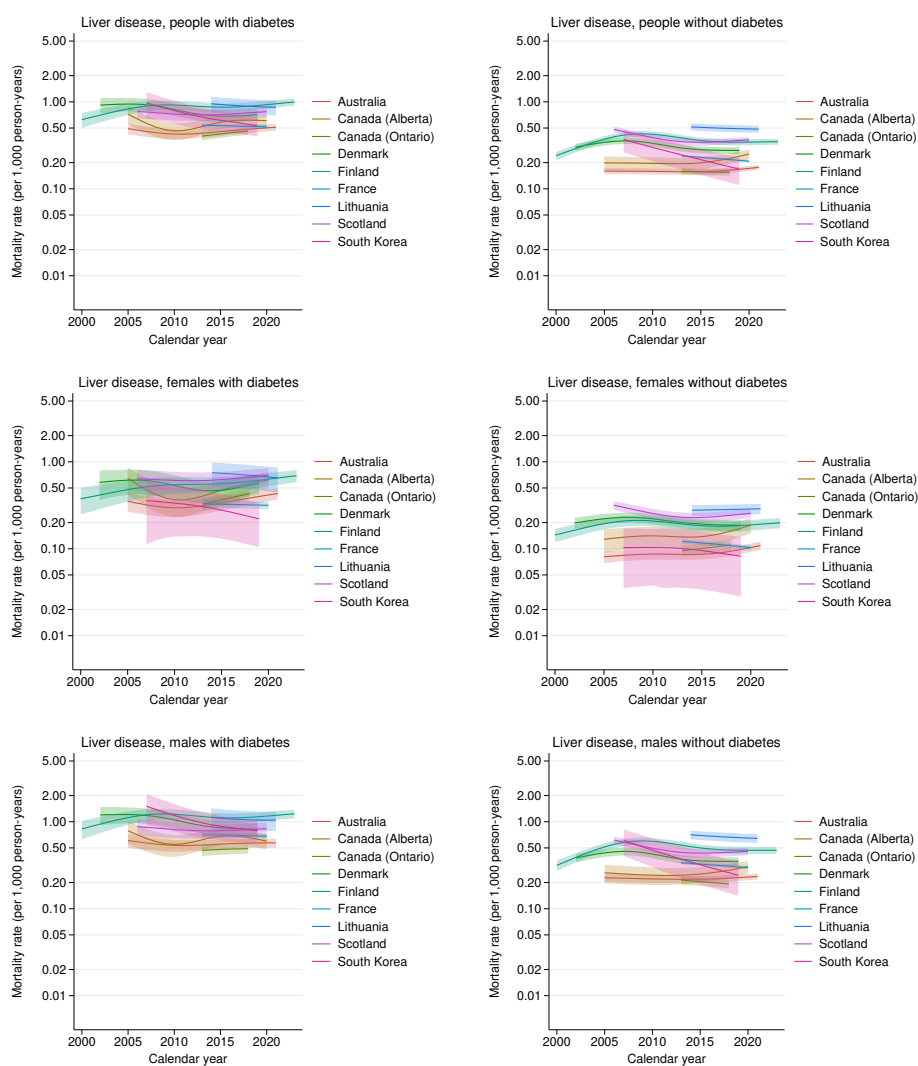 Liver disease, people with diabetes
Mortality rate (per 1,000 person-years)
5.00
2.00
1.00
0.50
0.20
0.10
0.05
0.02
0.01
2000 2005 2010 2015 2020
Calendar year
Australia
Canada (Alberta)
Canada (Ontario)
Denmark
Finland
France
Lithuania
Scotland
South Korea
Liver disease, people without diabetes
Mortality rate (per 1,000 person-years)
5.00
2.00
1.00
0.50
0.20
0.10
0.05
0.02
0.01
2000 2005 2010 2015 2020
Calendar year
Australia
Canada (Alberta)
Canada (Ontario)
Denmark
Finland
France
Lithuania
Scotland
South Korea
Liver disease, females with diabetes
Mortality rate (per 1,000 person-years)
5.00
2.00
1.00
0.50
0.20
0.10
0.05
0.02
0.01
2000 2005 2010 2015 2020
Calendar year
Australia
Canada (Alberta)
Canada (Ontario)
Denmark
Finland
France
Lithuania
Scotland
South Korea
Liver disease, females without diabetes
Mortality rate (per 1,000 person-years)
5.00
2.00
1.00
0.50
0.20
0.10
0.05
0.02
0.01
2000 2005 2010 2015 2020
Calendar year
Australia
Canada (Alberta)
Canada (Ontario)
Denmark
Finland
France
Lithuania
Scotland
South Korea
Liver disease, males with diabetes
Mortality rate (per 1,000 person-years)
5.00
2.00
1.00
0.50
0.20
0.10
0.05
0.02
0.01
2000 2005 2010 2015 2020
Calendar year
Australia
Canada (Alberta)
Canada (Ontario)
Denmark
Finland
France
Lithuania
Scotland
South Korea
Liver disease, males without diabetes
Mortality rate (per 1,000 person-years)
5.00
2.00
1.00
0.50
0.20
0.10
0.05
0.02
0.01
2000 2005 2010 2015 2020
Calendar year
Australia
Canada (Alberta)
Canada (Ontario)
Denmark
Finland
France
Lithuania
Scotland
South Korea